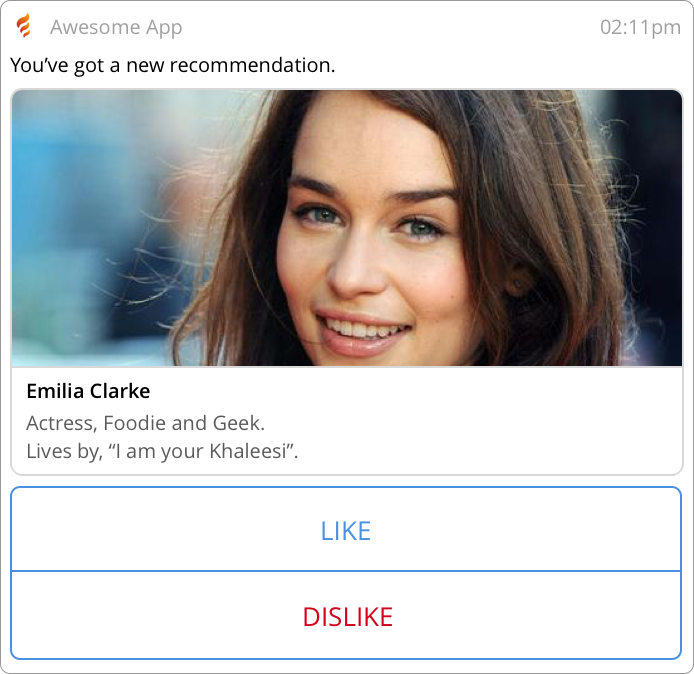 Awesome App 02:11pm
You’ve got a new recommendation.
Emilia Clarke
Actress, Foodie and Geek.
Lives by, “I am your Khaleesi”.
LIKE
DISLIKE